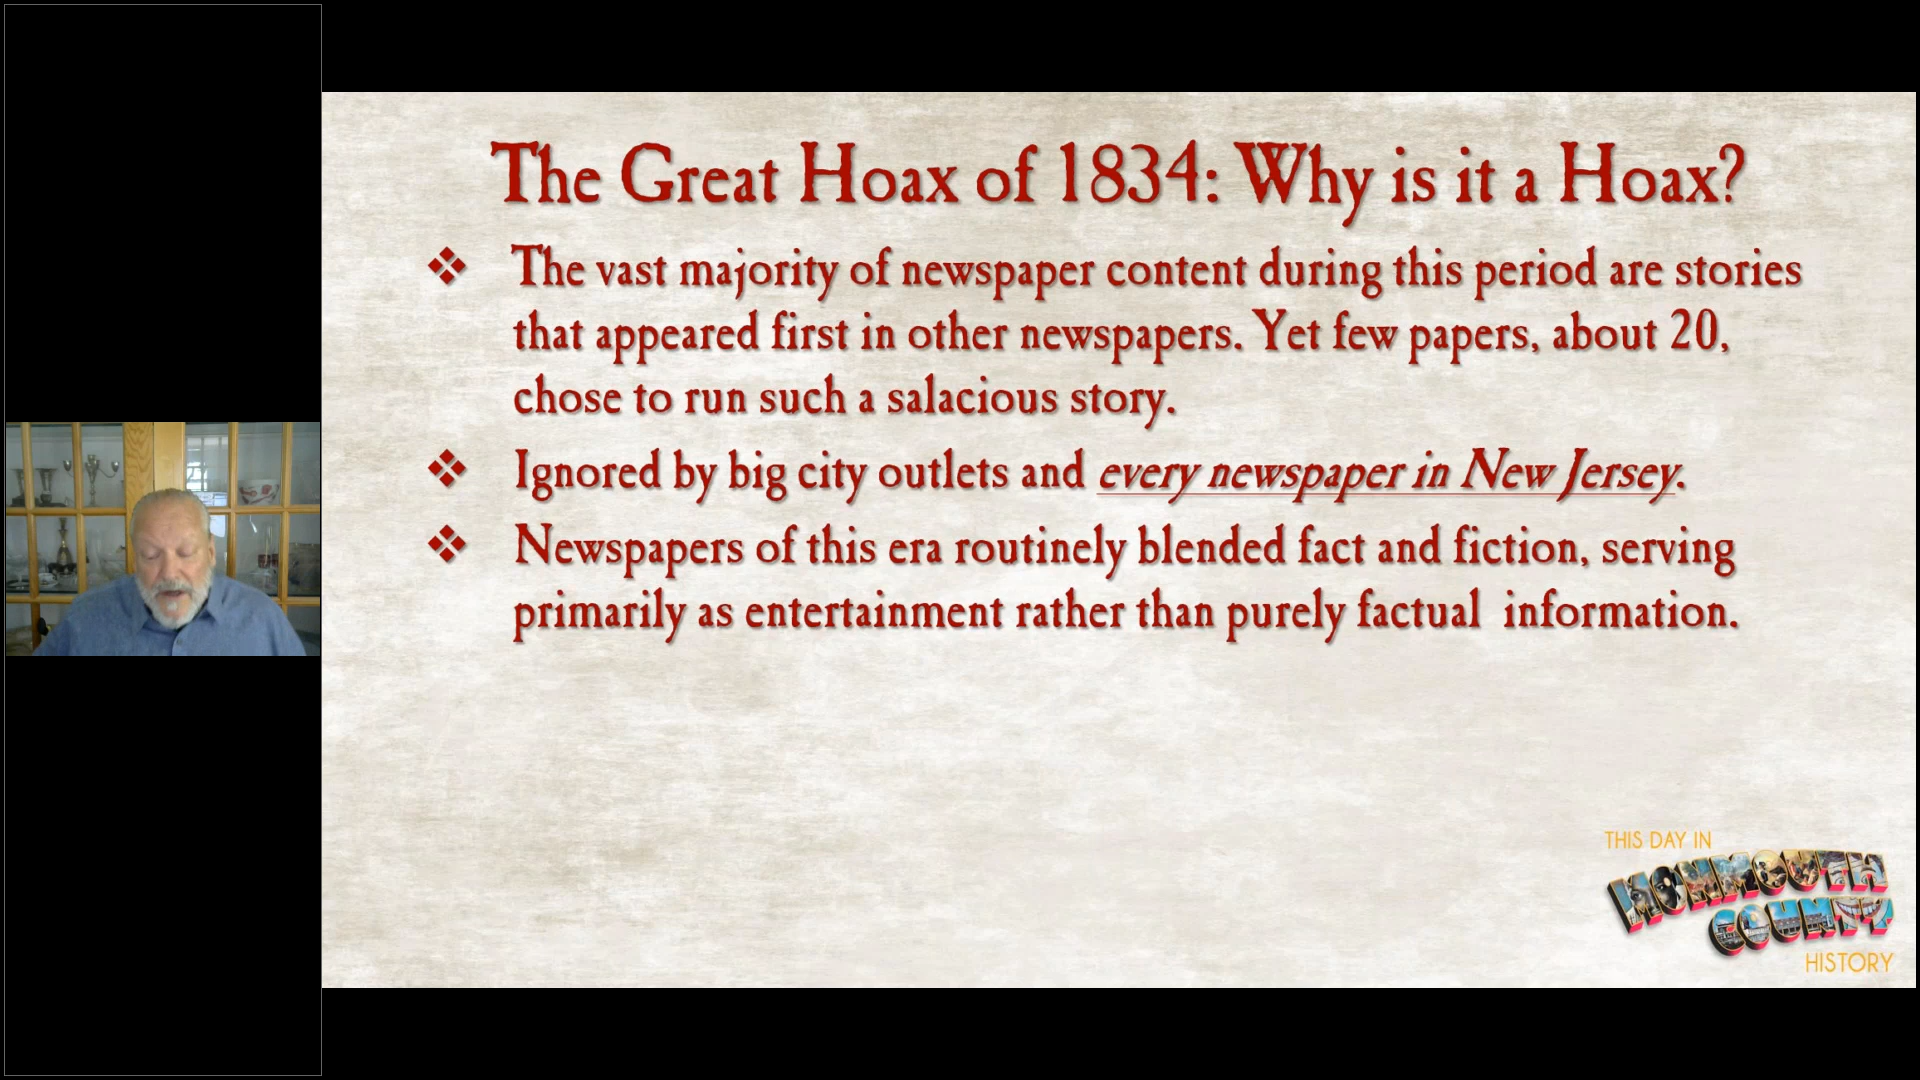 The Great Hoax of 1834: Why is it a Hoax?
❖ The vast majority of newspaper content during this period are stories
that appeared first in other newspapers. Yet few papers, about 20,
chose to run such a salacious story.
❖ Ignored by big city outlets and every newspaper in New Jersey.
❖ Newspapers of this era routinely blended fact and fiction, serving
primarily as entertainment rather than purely factual information.
THIS DAY IN
MONMOUTH
COUNTY
HISTORY